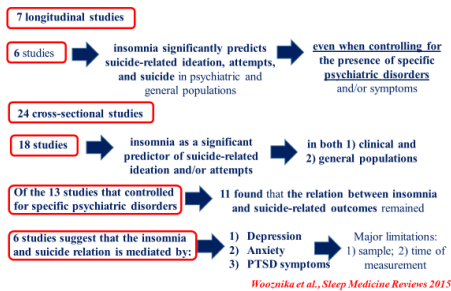 7 longitudinal studies
6 studies
insomnia significantly predicts
suicide-related ideation, attempts,
and suicide in psychiatric and
general populations
even when controlling for
the presence of specific
psychiatric disorders
and/or symptoms
24 cross-sectional studies
18 studies
insomnia as a significant
predictor of suicide-related
ideation and/or attempts
in both 1) clinical and
2) general populations
Of the 13 studies that controlled
for specific psychiatric disorders
11 found that the relation between insomnia
and suicide-related outcomes remained
6 studies suggest that the insomnia
and suicide relation is mediated by:
1) Depression
2) Anxiety
3) PTSD symptoms
Major limitations:
1) sample; 2) time of
measurement
Wooznika et al., Sleep Medicine Reviews 2015